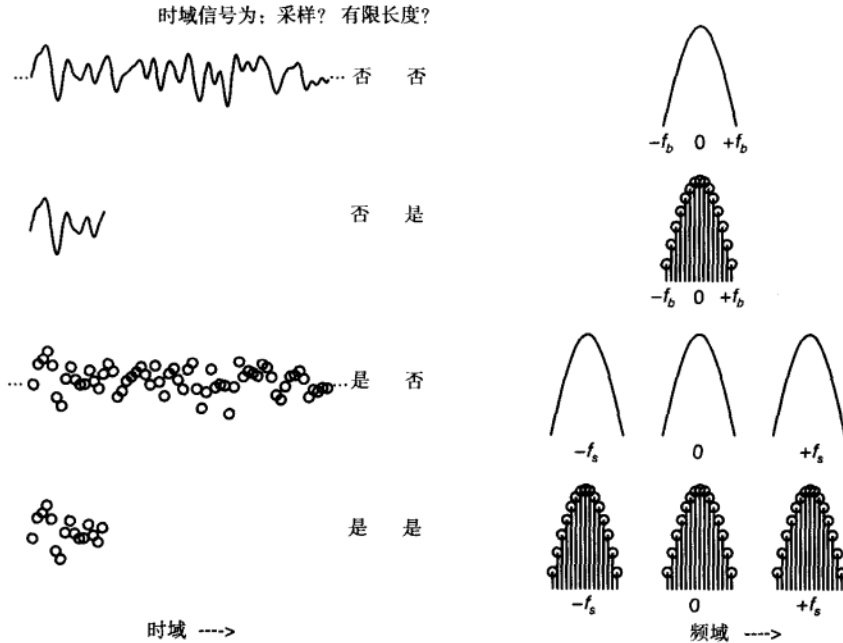 时域信号为：采样？ 有限长度？
... ... 否 否
-f_b 0 +f_b
否 是
-f_b 0 +f_b
... ... 是 否
-f_s 0 +f_s
是 是
-f_s 0 +f_s
时域 ----> 频域 ---->